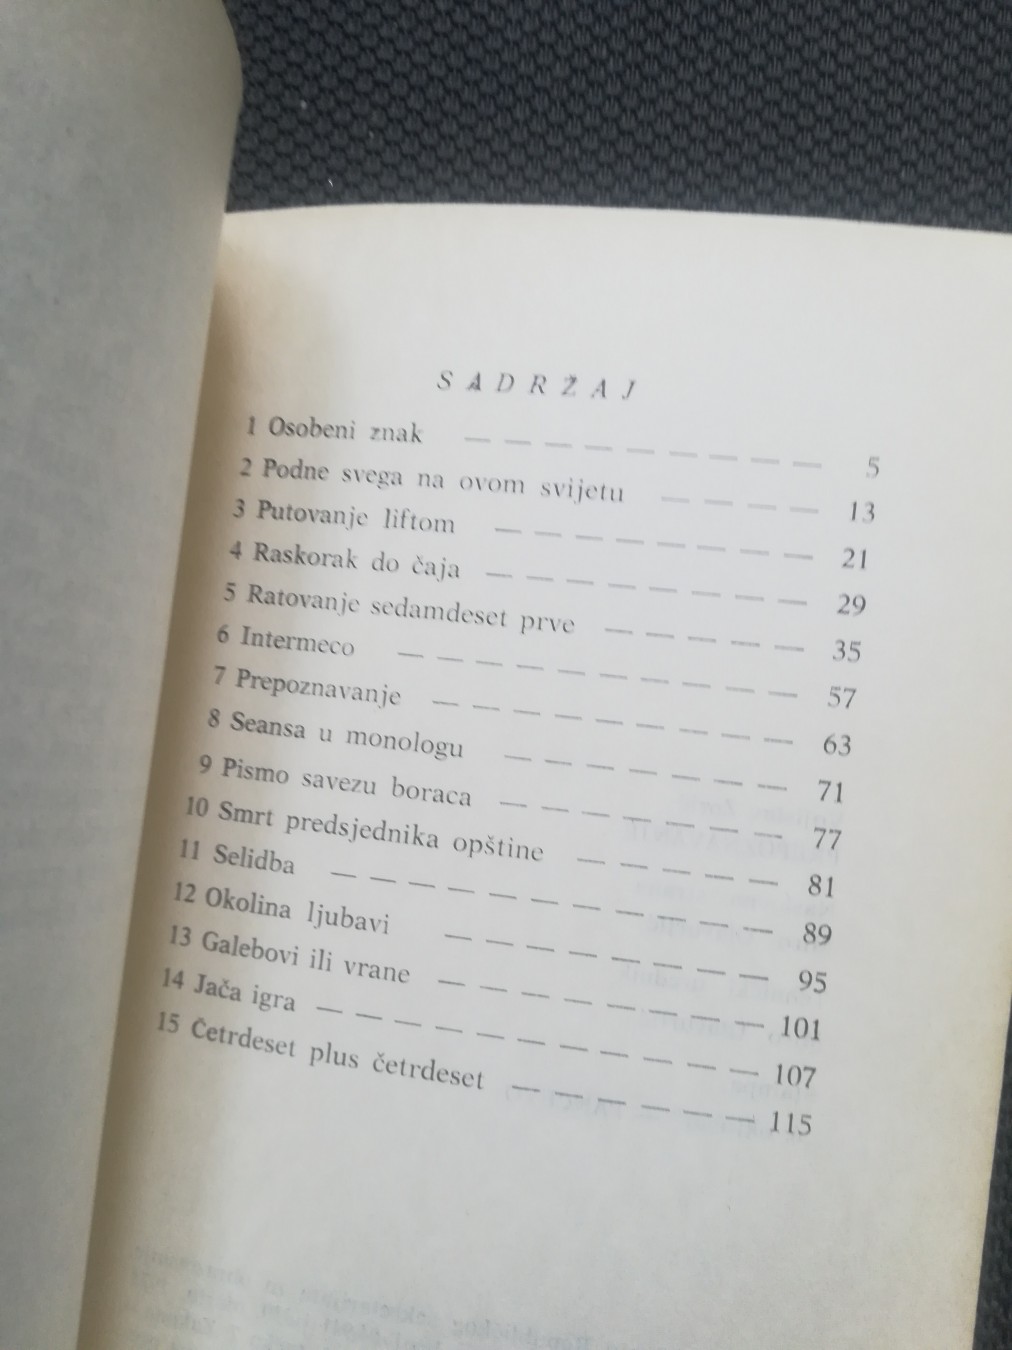 SADRŽAJ
1 Osobeni znak — — — — — — — — — 5
2 Podne svega na ovom svijetu — — — — 13
3 Putovanje liftom — — — — — — — — 21
4 Raskorak do čaja — — — — — — — — 29
5 Ratovanje sedamdeset prve — — — — — 35
6 Intermeco — — — — — — — — — — 57
7 Prepoznavanje — — — — — — — — — 63
8 Seansa u monologu — — — — — — — 71
9 Pismo savezu boraca — — — — — — — 77
10 Smrt predsjednika opštine — — — — — 81
11 Selidba — — — — — — — — — — — 89
12 Okolina ljubavi — — — — — — — — 95
13 Galebovi ili vrane — — — — — — — — 101
14 Jača igra — — — — — — — — — — — 107
15 Četrdeset plus četrdeset — — — — — — 115